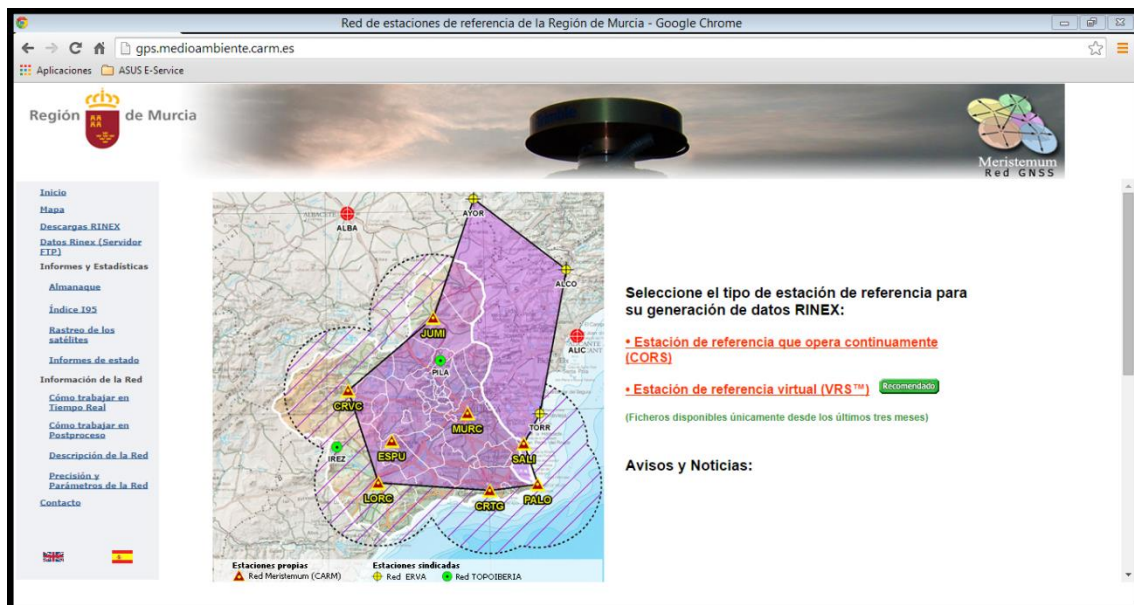 Red de estaciones de referencia de la Región de Murcia - Google Chrome
gps.medioambiente.carm.es
Aplicaciones
ASUS E-Service
Región de Murcia
Meristemum
Red GNSS
Inicio
Mapa
Descargas RINEX
Datos Rinex (Servidor
FTP)
Informes y Estadísticas
Almanaque
Índice I95
Rastreo de los
satélites
Informes de estado
Información de la Red
Cómo trabajar en
Tiempo Real
Cómo trabajar en
Postproceso
Descripción de la Red
Precisión y
Parámetros de la Red
Contacto
AYOR
ALBACETE
ALBA
ALCO
JUMI
ALIC
PILA
CRVC
MURC
TORR
ESPU
SALI
IREZ
LORC
CRTG
PALO
Estaciones propias
Red Meristemum (CARM)
Estaciones sindicadas
Red ERVA
Red TOPOIBERIA
Seleccione el tipo de estación de referencia para
su generación de datos RINEX:
• Estación de referencia que opera continuamente
(CORS)
• Estación de referencia virtual (VRS™) Recomendado
(Ficheros disponibles únicamente desde los últimos tres meses)
Avisos y Noticias: